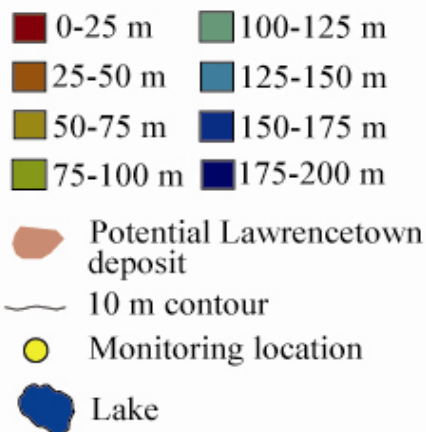 0-25 m 100-125 m
25-50 m 125-150 m
50-75 m 150-175 m
75-100 m 175-200 m
Potential Lawrencetown
deposit
10 m contour
Monitoring location
Lake